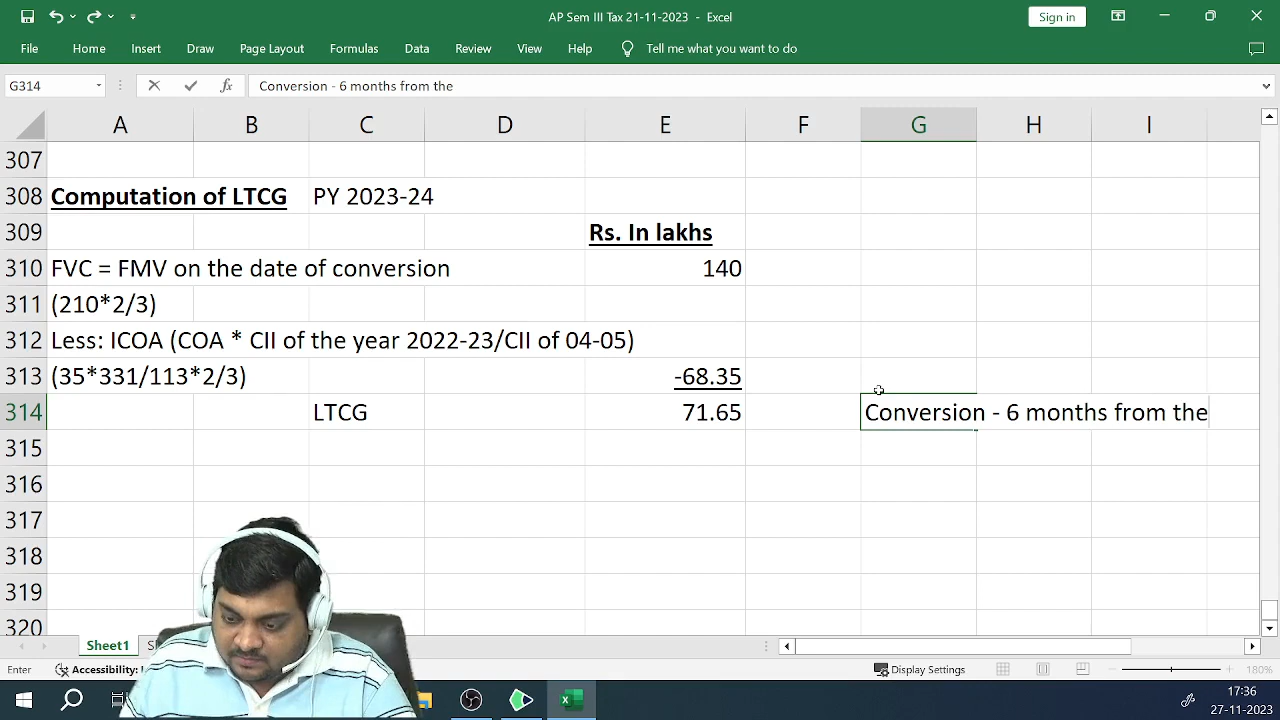 AP Sem III Tax 21-11-2023 - Excel
Sign in
File Home Insert Draw Page Layout Formulas Data Review View Help Tell me what you want to do
G314 fx Conversion - 6 months from the
A B C D E F G H I
307
308 Computation of LTCG PY 2023-24
309 Rs. In lakhs
310 FVC = FMV on the date of conversion 140
311 (210*2/3)
312 Less: ICOA (COA * CII of the year 2022-23/CII of 04-05)
313 (35*331/113*2/3) -68.35
314 LTCG 71.65 Conversion - 6 months from the
315
316
317
318
319
320
Sheet1
Enter Accessibility: Display Settings 180%
17:36
27-11-2023